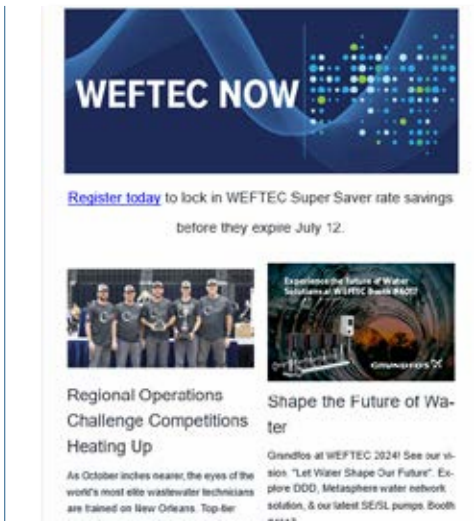 WEFTEC NOW
Register today to lock in WEFTEC Super Saver rate savings
before they expire July 12.
Experience the future of Water
Solutions at WEFTEC Booth
GRUNDFOS
Regional Operations
Challenge Competitions
Heating Up
As October inches nearer, the eyes of the
world's most elite wastewater technicians
are trained on New Orleans. Top-tier
Shape the Future of Wa-
ter
Grundfos at WEFTEC 2024! See our vi-
sion. "Let Water Shape Our Future". Ex-
plore DDD, Metasphere water network
solution, & our latest SE/SL pumps. Booth